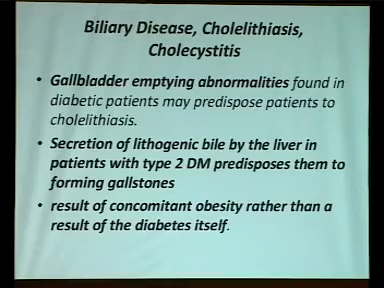 Biliary Disease, Cholelithiasis,
Cholecystitis
• Gallbladder emptying abnormalities found in
diabetic patients may predispose patients to
cholelithiasis.
• Secretion of lithogenic bile by the liver in
patients with type 2 DM predisposes them to
forming gallstones
• result of concomitant obesity rather than a
result of the diabetes itself.